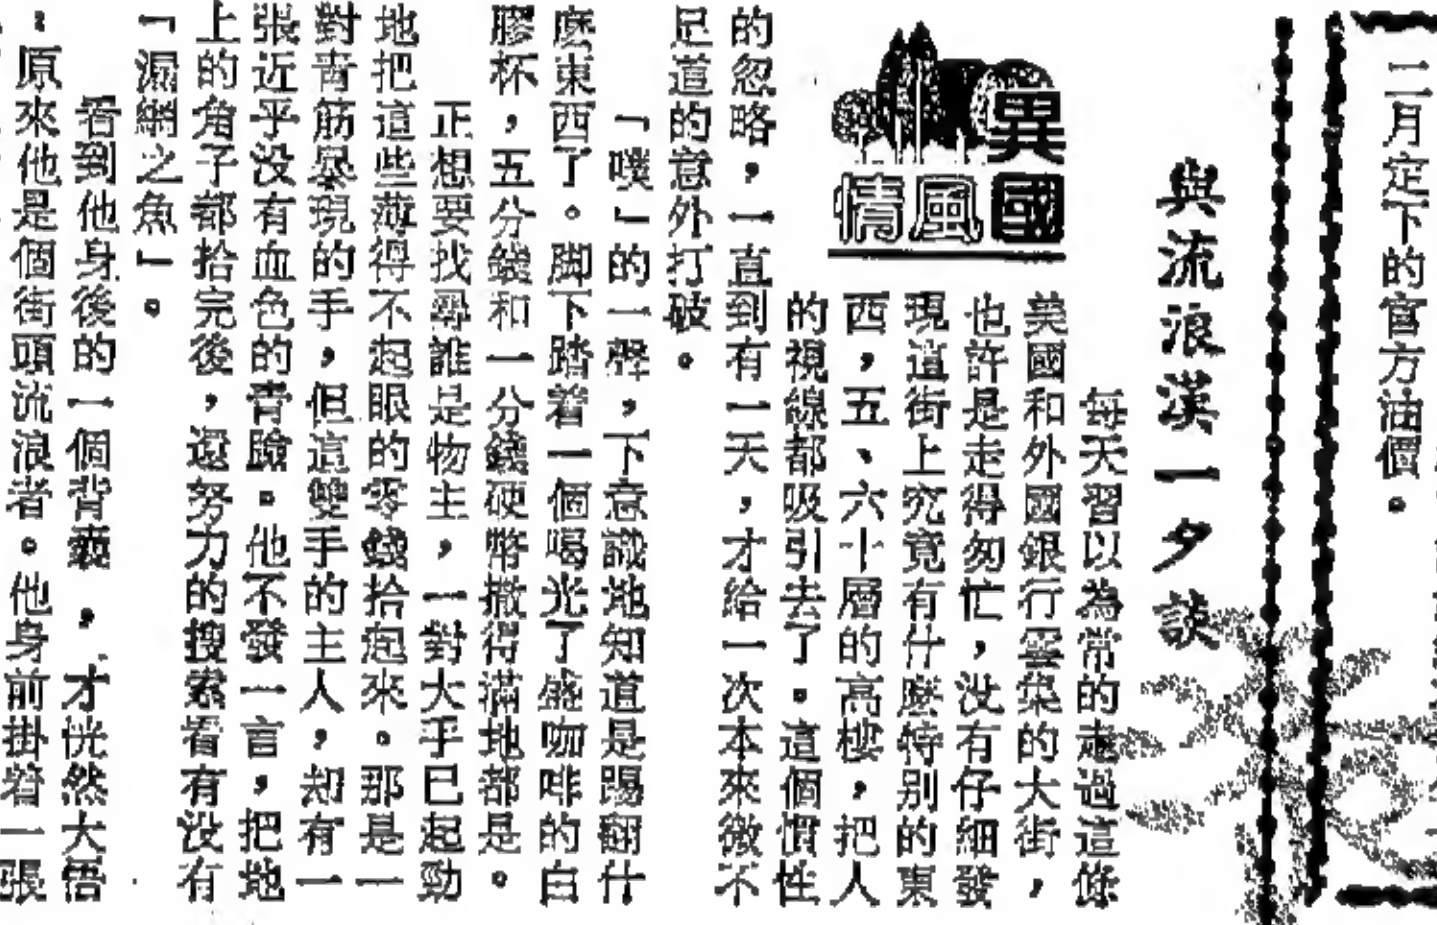 二月定下的官方油價。
與流浪漢一夕談
異國
風情
每天習以為常的走過這條
美國和外國銀行雲集的大街，
也許是走得匆忙，没有仔細發
現這街上究竟有什麽特别的東
西，五、六十層的高樓，把人
的視線都吸引去了。這個慣性
的忽略，一直到有一天，才給一次本來微不
足道的意外打破。
「噗」的一聲，下意識地知道是踢翻什
麽東西了。脚下踏着一個喝光了盛咖啡的白
膠杯，五分錢和一分錢硬幣撒得滿地都是。
正想要找尋誰是物主，一對大手已起勁
地把這些薄得不起眼的零錢拾起來。那是一
對青筋暴現的手，但這雙手的主人，却有一
張近乎没有血色的青臉。他不發一言，把地
上的角子都拾完後，還努力的搜索看有没有
「漏網之魚」。
看到他身後的一個背囊，才恍然大悟
：原來他是個街頭流浪者。他身前掛着一張